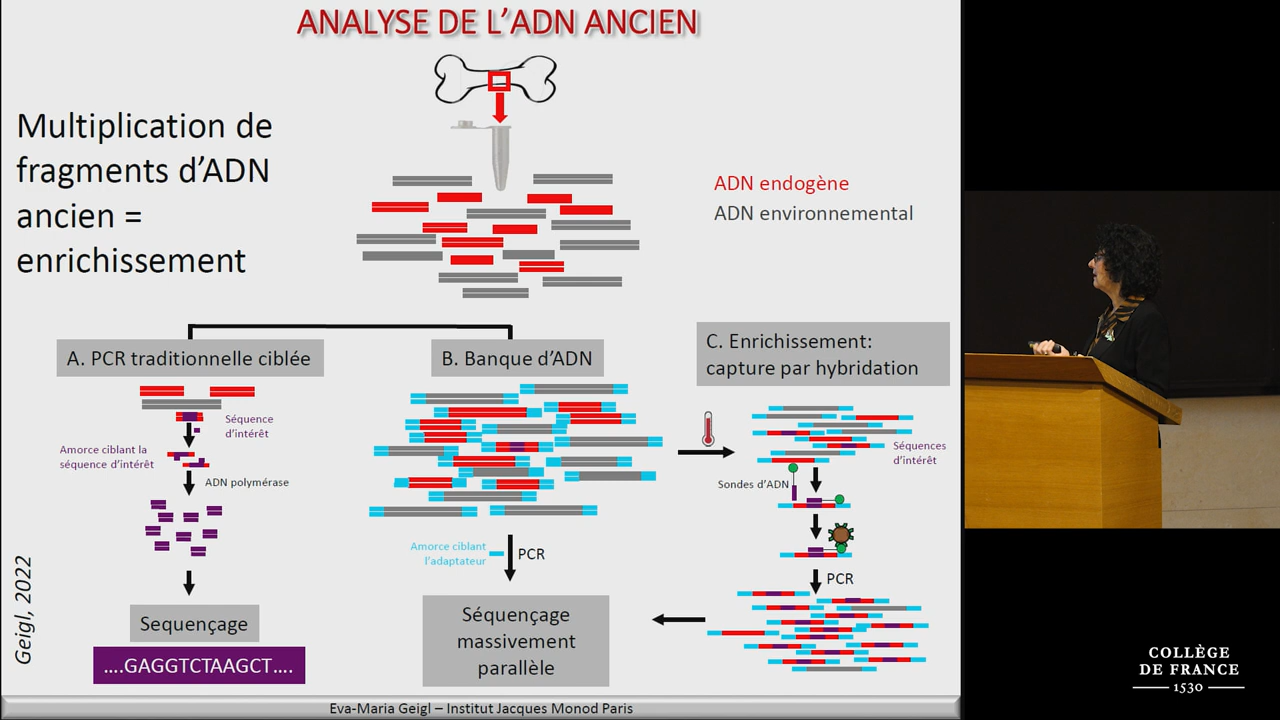 ANALYSE DE L'ADN ANCIEN
Multiplication de
fragments d'ADN
ancien =
enrichissement
ADN endogène
ADN environnemental
A. PCR traditionnelle ciblée
Séquence
d'intérêt
Amorce ciblant la
séquence d'intérêt
ADN polymérase
Sequençage
....GAGGTCTAAGCT....
B. Banque d'ADN
Amorce ciblant
l'adaptateur
PCR
Séquençage
massivement
parallèle
C. Enrichissement:
capture par hybridation
Séquences
d'intérêt
Sondes d'ADN
PCR
Geigl, 2022
Eva-Maria Geigl – Institut Jacques Monod Paris
COLLÈGE
DE FRANCE
1530